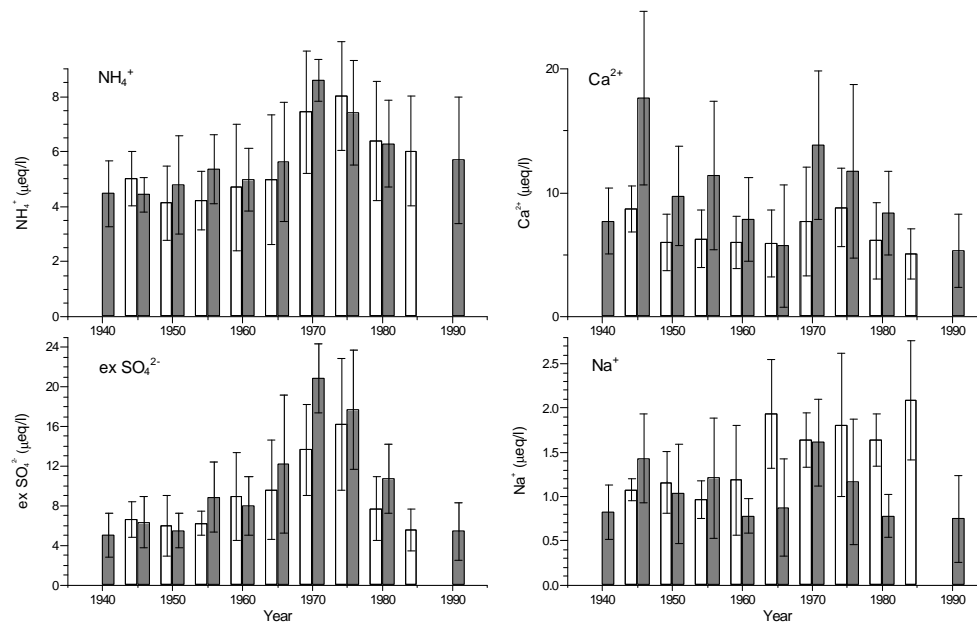 NH₄⁺
NH₄⁺ (µeq/l)
8
6
4
2
0
1940 1950 1960 1970 1980 1990
Ca²⁺
Ca²⁺ (µeq/l)
20
10
0
1940 1950 1960 1970 1980 1990
ex SO₄²⁻
ex SO₄²⁻ (µeq/l)
24
20
16
12
8
4
0
1940 1950 1960 1970 1980 1990
Year
Na⁺
Na⁺ (µeq/l)
2.5
2.0
1.5
1.0
0.5
0.0
1940 1950 1960 1970 1980 1990
Year